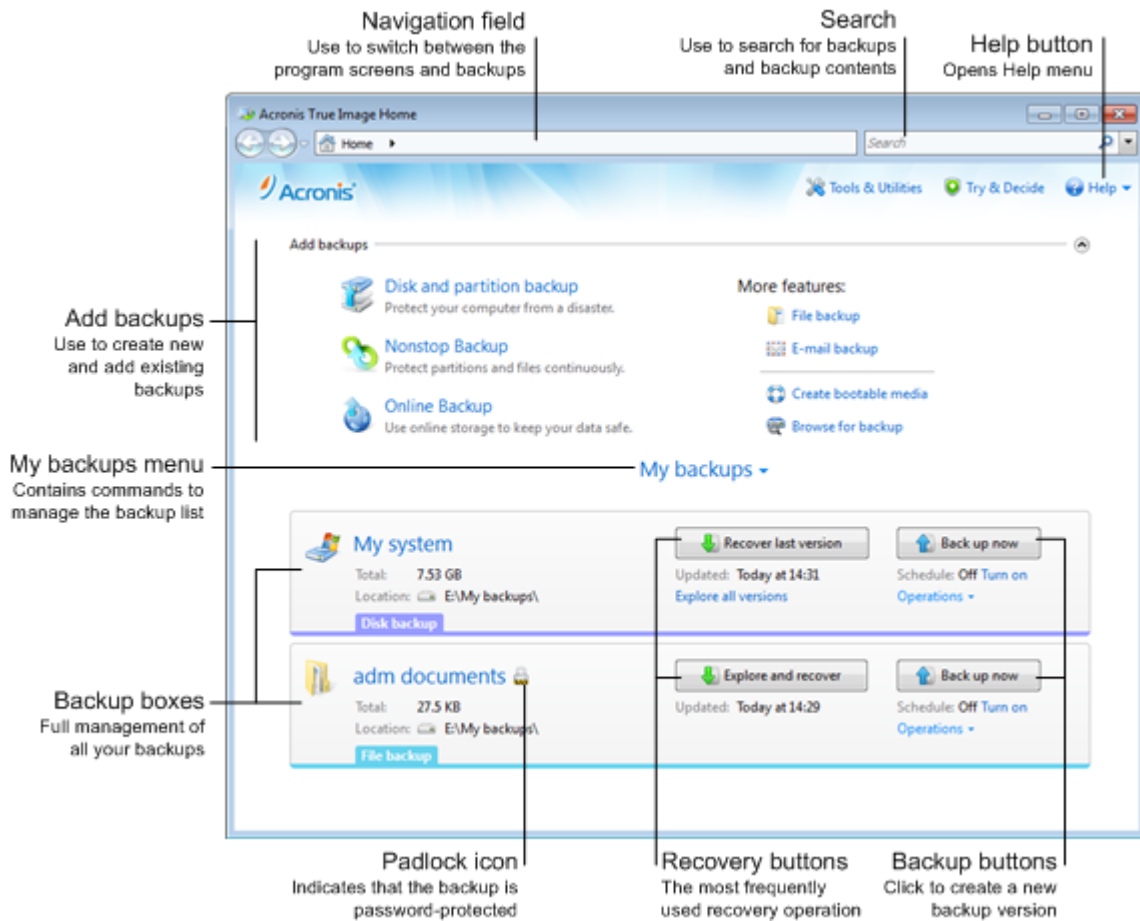 Navigation field
Use to switch between the
program screens and backups
Search
Use to search for backups
and backup contents
Help button
Opens Help menu
Acronis True Image Home
Home
Search
Acronis
Tools & Utilities
Try & Decide
Help
Add backups
Disk and partition backup
Protect your computer from a disaster.
Nonstop Backup
Protect partitions and files continuously.
Online Backup
Use online storage to keep your data safe.
More features:
File backup
E-mail backup
Create bootable media
Browse for backup
Add backups
Use to create new
and add existing
backups
My backups menu
Contains commands to
manage the backup list
My backups
My system
Total: 7.53 GB
Location: E:\My backups\
Disk backup
Recover last version
Updated: Today at 14:31
Explore all versions
Back up now
Schedule: Off Turn on
Operations
adm documents
Total: 27.5 KB
Location: E:\My backups\
File backup
Explore and recover
Updated: Today at 14:29
Back up now
Schedule: Off Turn on
Operations
Backup boxes
Full management of
all your backups
Padlock icon
Indicates that the backup is
password-protected
Recovery buttons
The most frequently
used recovery operation
Backup buttons
Click to create a new
backup version